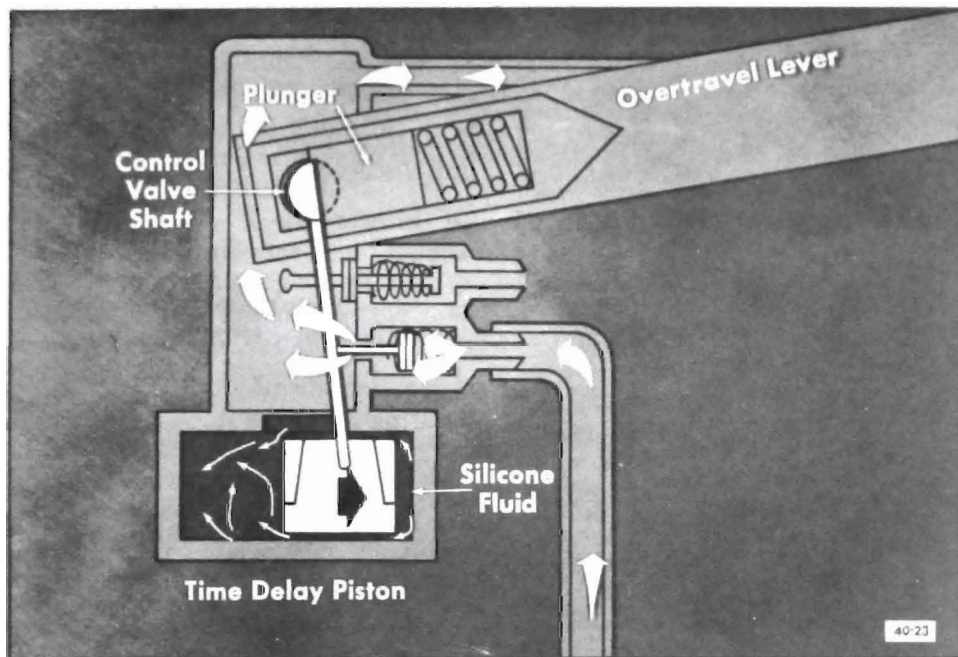 Overtravel Lever
Plunger
Control
Valve
Shaft
Silicone
Fluid
Time Delay Piston
40-23